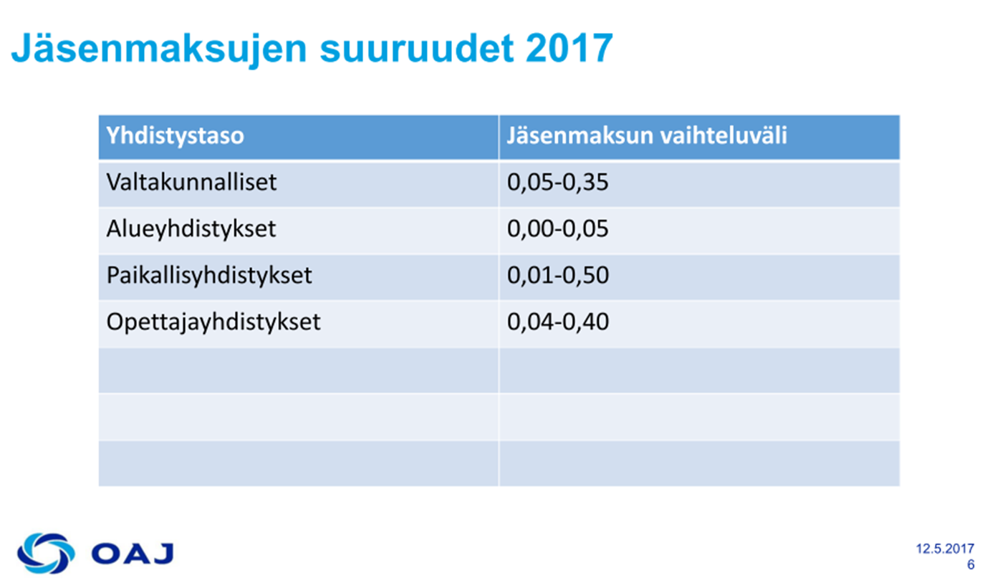 Jäsenmaksujen suuruudet 2017
Yhdistystaso Jäsenmaksun vaihteluväli
Valtakunnalliset 0,05-0,35
Alueyhdistykset 0,00-0,05
Paikallisyhdistykset 0,01-0,50
Opettajayhdistykset 0,04-0,40
OAJ
12.5.2017
6